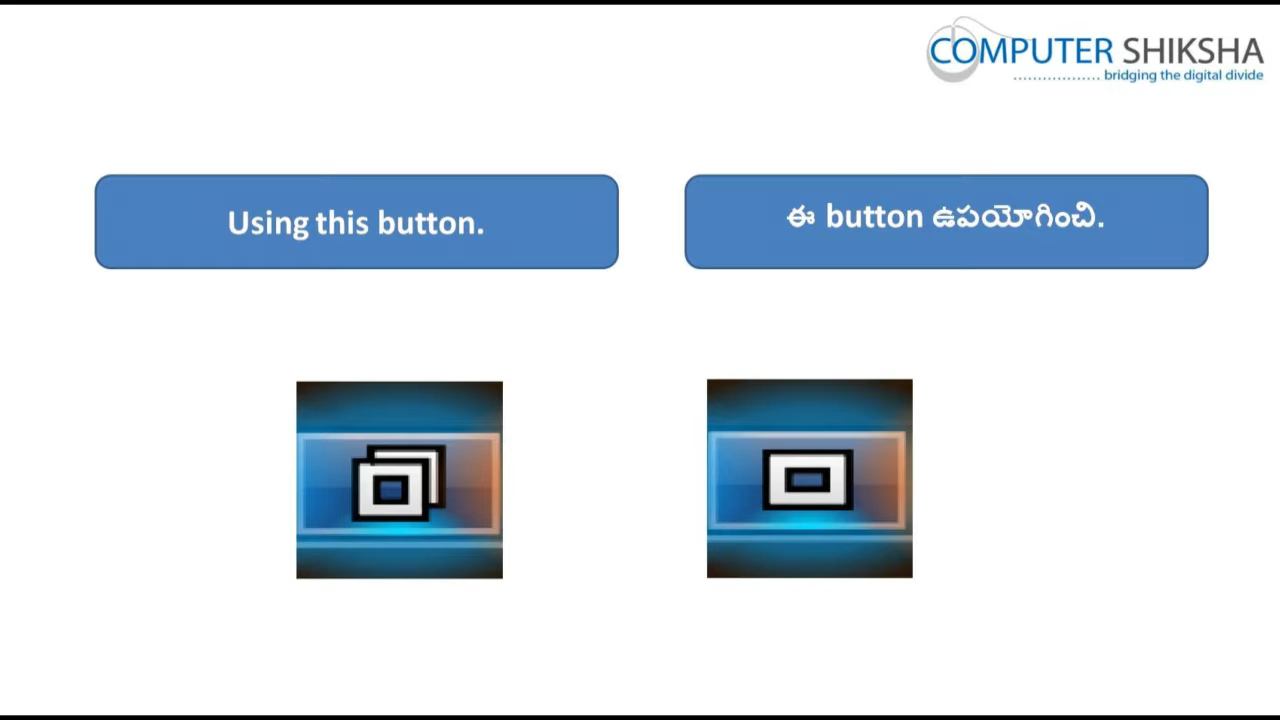 COMPUTER SHIKSHA
.................. bridging the digital divide
Using this button.
ఈ button ఉపయోగించి.